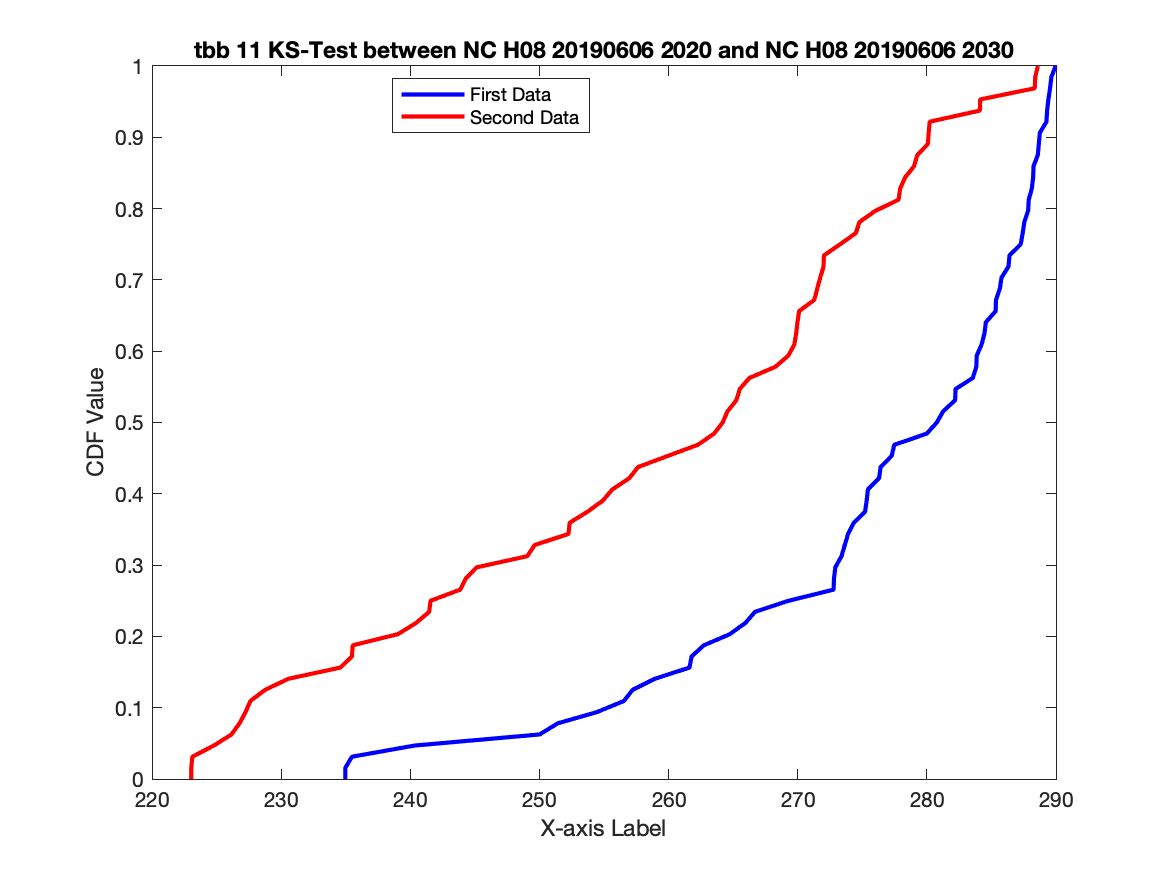 tbb 11 KS-Test between NC H08 20190606 2020 and NC H08 20190606 2030
First Data
Second Data
CDF Value
1
0.9
0.8
0.7
0.6
0.5
0.4
0.3
0.2
0.1
0
220 230 240 250 260 270 280 290
X-axis Label